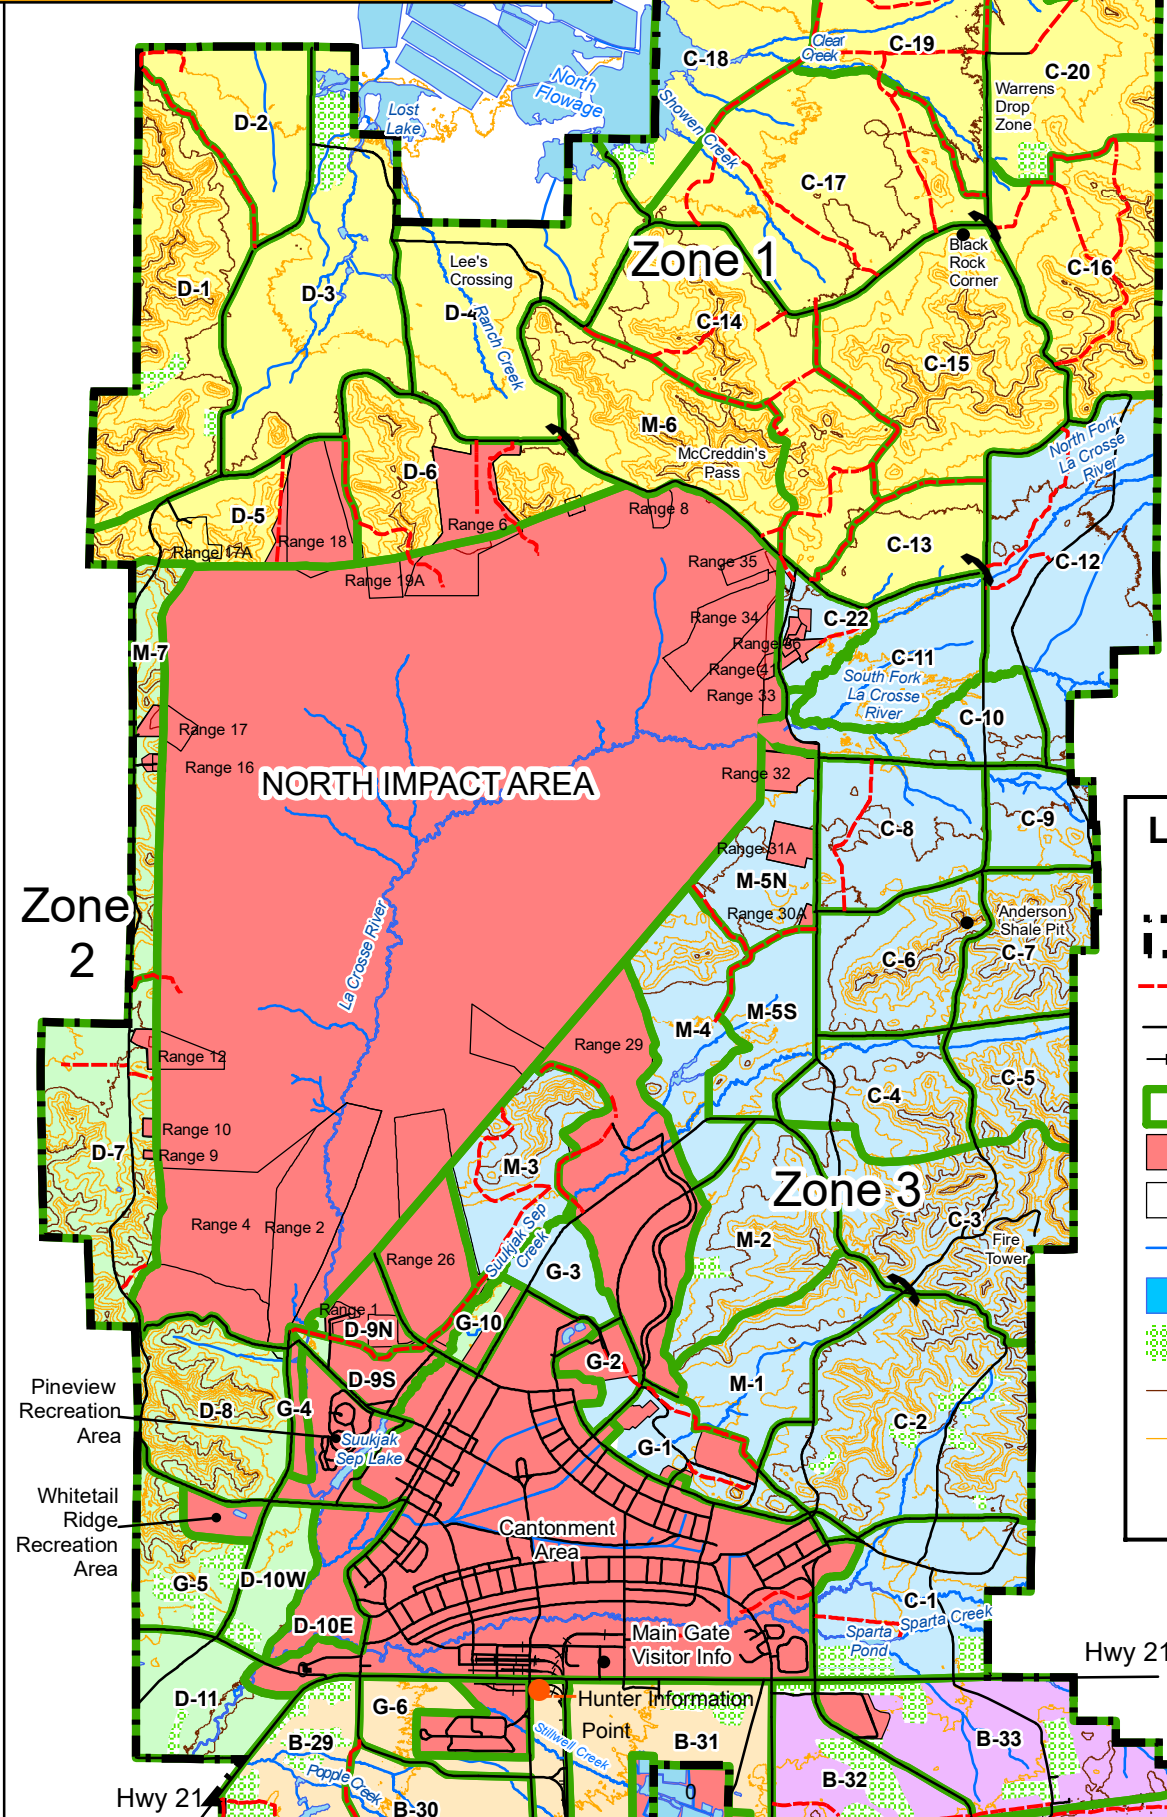 C-18
Clear
Creek
C-19
C-20
Warrens
Drop
Zone
North
Flowage
Lost
Lake
D-2
Showen Creek
C-17
Zone 1
Black
Rock
Corner
C-16
Lee's
Crossing
D-1
D-3
D-4
Ranch Creek
C-14
C-15
M-6
McCreddin's
Pass
North Fork
La Crosse
River
D-6
D-5
Range 17A
Range 18
Range 6
Range 8
Range 19A
Range 35
C-13
C-12
Range 34
C-22
Range 36
M-7
C-11
Range 41
South Fork
La Crosse
River
Range 33
C-10
Range 17
Range 16
NORTH IMPACT AREA
Range 32
C-8
C-9
L
Range 31A
M-5N
Zone
2
Range 30A
Anderson
Shale Pit
C-6
C-7
La Crosse River
M-5S
M-4
Range 29
Range 12
C-5
C-4
Range 10
Range 9
D-7
M-3
Zone 3
Range 4
Range 2
Suukjak Sep
Creek
C-3
Fire
Tower
M-2
Range 26
G-3
Range 1
D-9N
G-10
G-2
D-9S
M-1
Pineview
Recreation
Area
D-8
G-4
C-2
Suukjak
Sep Lake
G-1
Whitetail
Ridge
Recreation
Area
Cantonment
Area
G-5
D-10W
C-1
D-10E
Sparta Creek
Sparta
Pond
Main Gate
Visitor Info
Hwy 21
D-11
G-6
Hunter Information
Point
B-29
Stillwell Creek
B-31
B-33
Popple Creek
B-32
Hwy 21
0
B-30